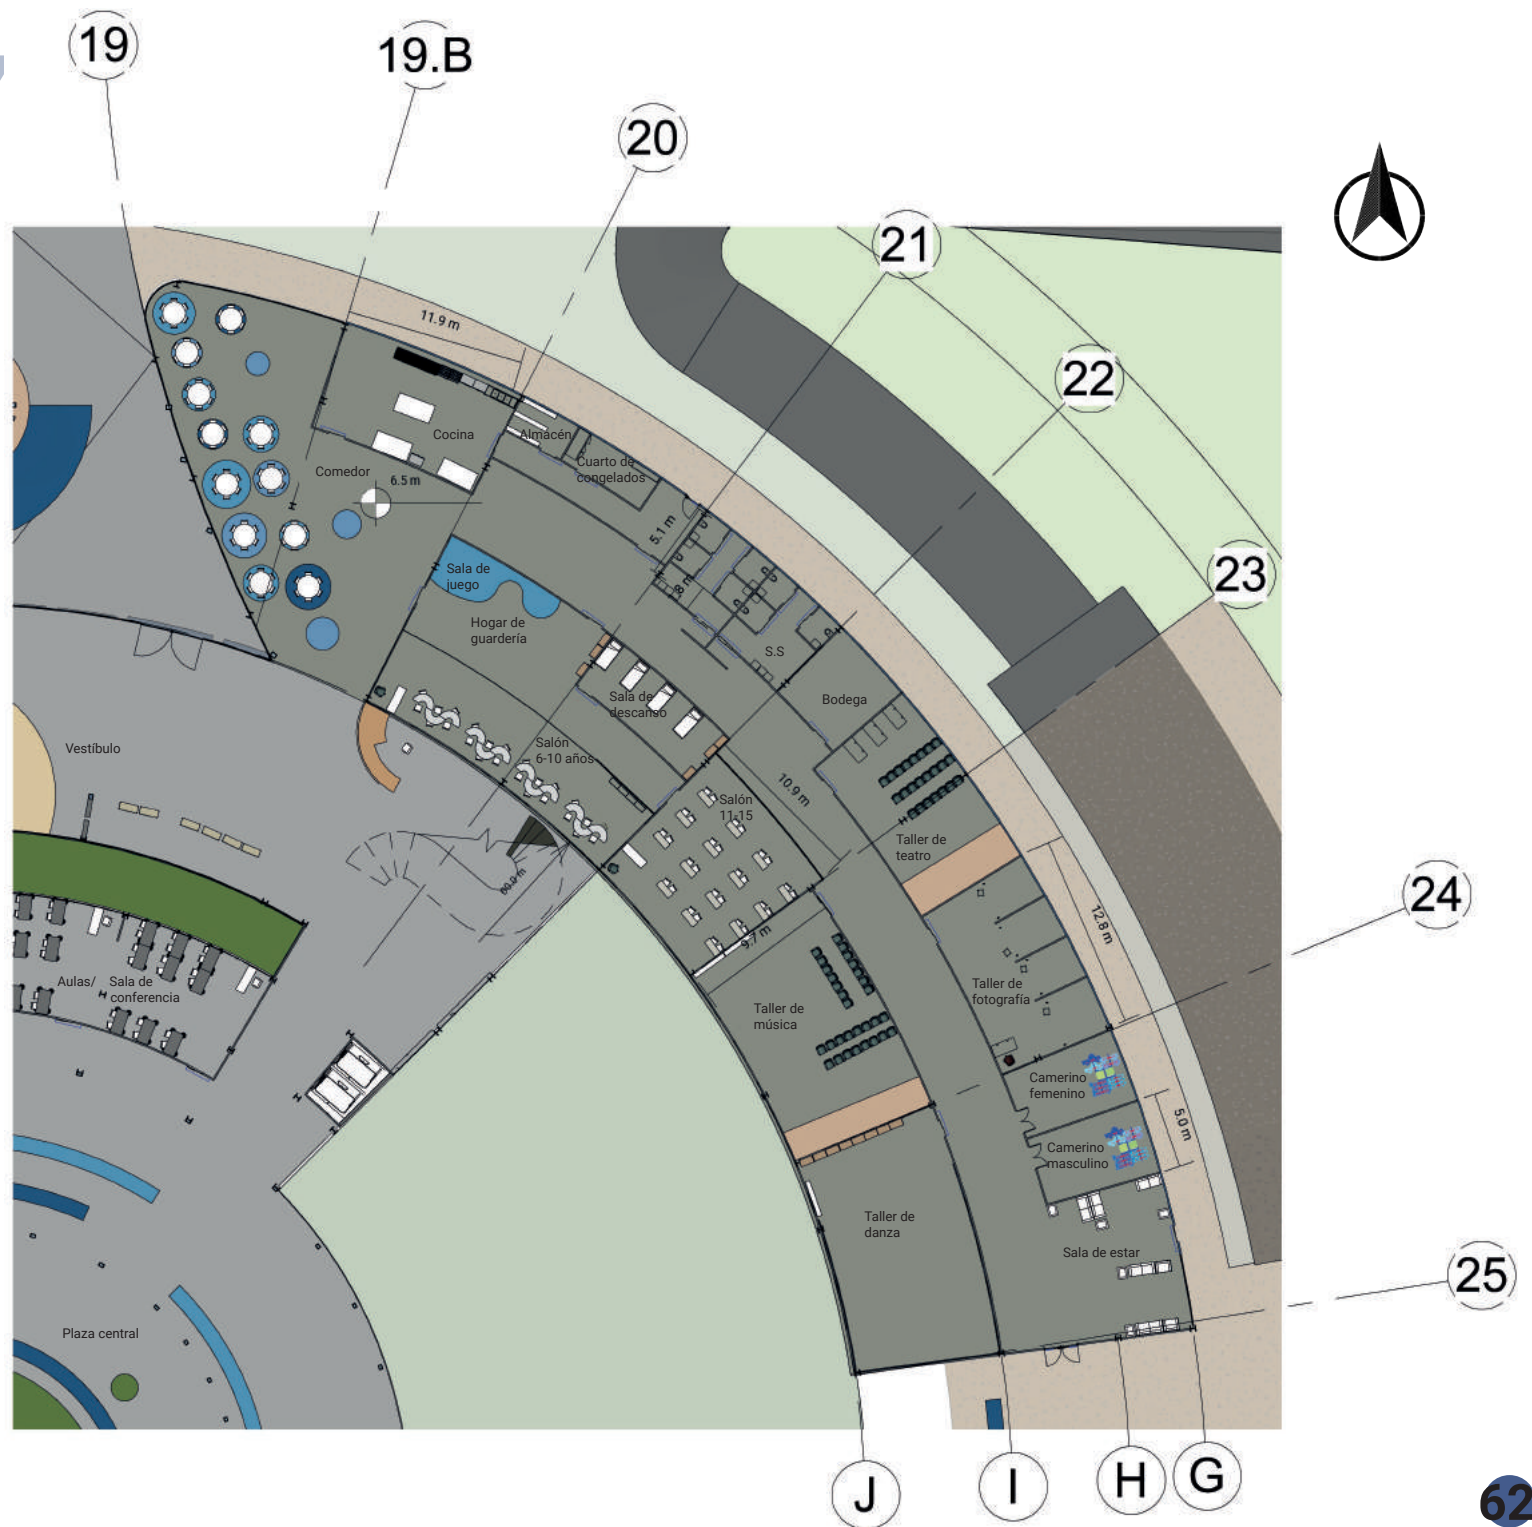 19
19.B
20
21
22
23
24
25
11.9 m
Cocina
Almacén
Cuarto de
congelados
Comedor
6.5 m
5.1 m
Sala de
juego
Hogar de
guardería
S.S
Bodega
Sala de
descanso
Salón
6-10 años
Vestíbulo
10.9 m
Salón
11-15
Taller de
teatro
60.0 m
12.8 m
9.7 m
Aulas/
Sala de
conferencia
Taller de
fotografía
Taller de
música
Camerino
femenino
5.0 m
Camerino
masculino
Taller de
danza
Sala de estar
Plaza central
J
I
H
G
62